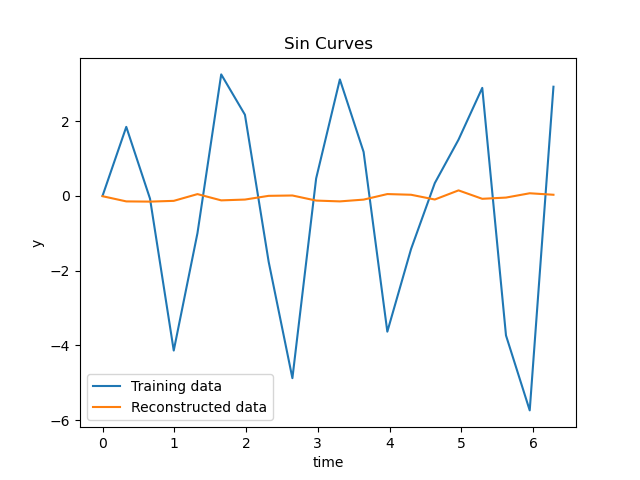 Sin Curves
y
2
0
−2
−4
−6
Training data
Reconstructed data
0 1 2 3 4 5 6
time